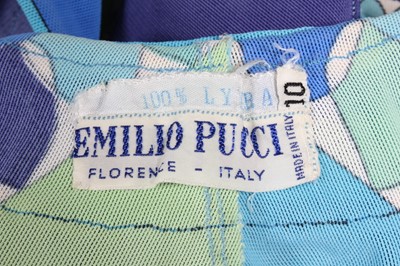 100% LYBA
EMILIO PUCCI
FLORENCE - ITALY
10
MADE IN ITALY